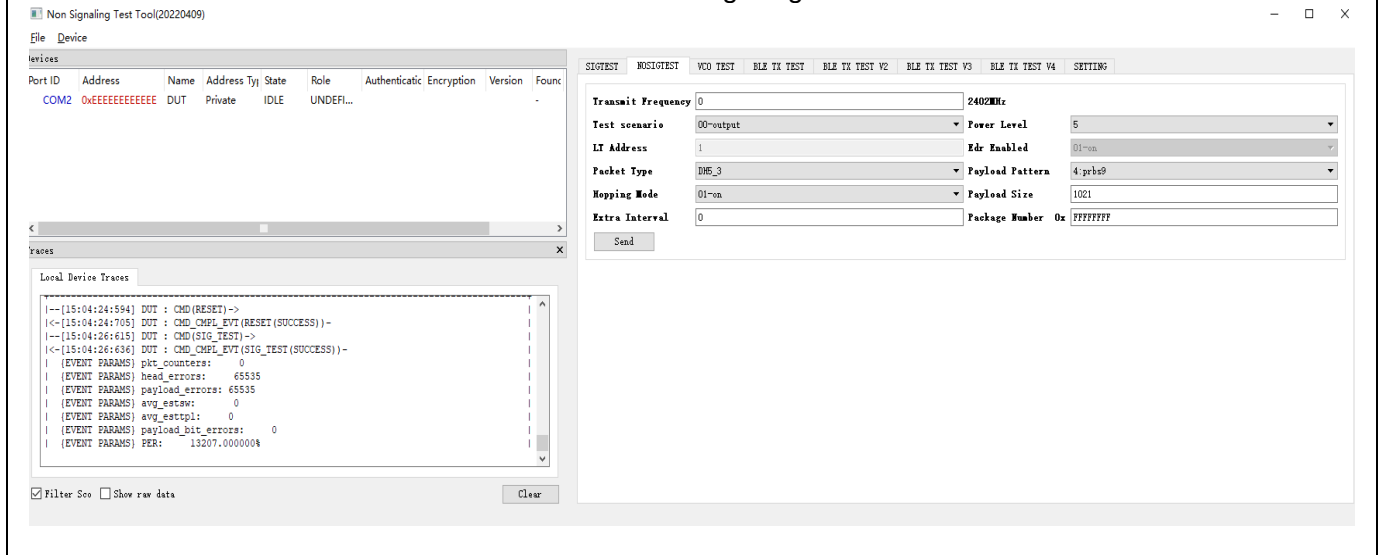 Non Signaling Test Tool(20220409)
File Device
Devices
Port ID Address Name Address Ty State Role Authenticatic Encryption Version Found
COM2 0xEEEEEEEEEEEE DUT Private IDLE UNDEFI... -
Traces
Local Device Traces
|--[15:04:24:594] DUT : CMD(RESET)-> |
|<-[15:04:24:705] DUT : CMD_CMPL_EVT(RESET(SUCCESS))- |
|--[15:04:26:615] DUT : CMD(SIG_TEST)-> |
|<-[15:04:26:636] DUT : CMD_CMPL_EVT(SIG_TEST(SUCCESS))- |
| {EVENT PARAMS} pkt_counters: 0 |
| {EVENT PARAMS} head_errors: 65535 |
| {EVENT PARAMS} payload_errors: 65535 |
| {EVENT PARAMS} avg_estsw: 0 |
| {EVENT PARAMS} avg_esttpl: 0 |
| {EVENT PARAMS} payload_bit_errors: 0 |
| {EVENT PARAMS} PER: 13207.000000% |
Filter Sco Show raw data Clear
SIGTEST NOSIGTEST VCO TEST BLE TX TEST BLE TX TEST V2 BLE TX TEST V3 BLE TX TEST V4 SETTING
Transmit Frequency 0 2402MHz
Test scenario 00-output Power Level 5
LT Address 1 Edr Enabled 01-on
Packet Type DH5_3 Payload Pattern 4:prbs9
Hopping Mode 01-on Payload Size 1021
Extra Interval 0 Package Number 0x FFFFFFFF
Send